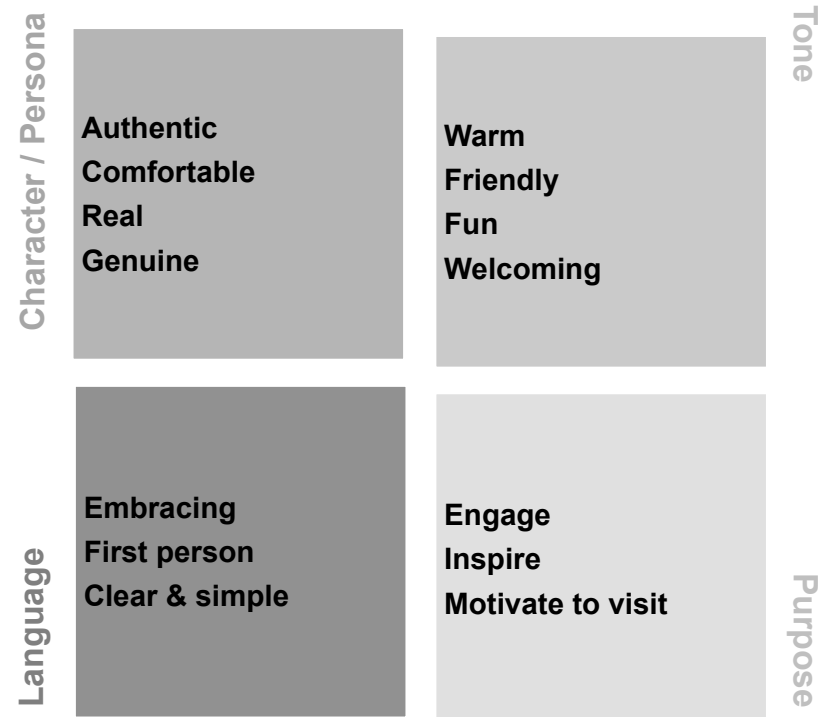 Character / Persona
Authentic
Comfortable
Real
Genuine
Tone
Warm
Friendly
Fun
Welcoming
Language
Embracing
First person
Clear & simple
Purpose
Engage
Inspire
Motivate to visit